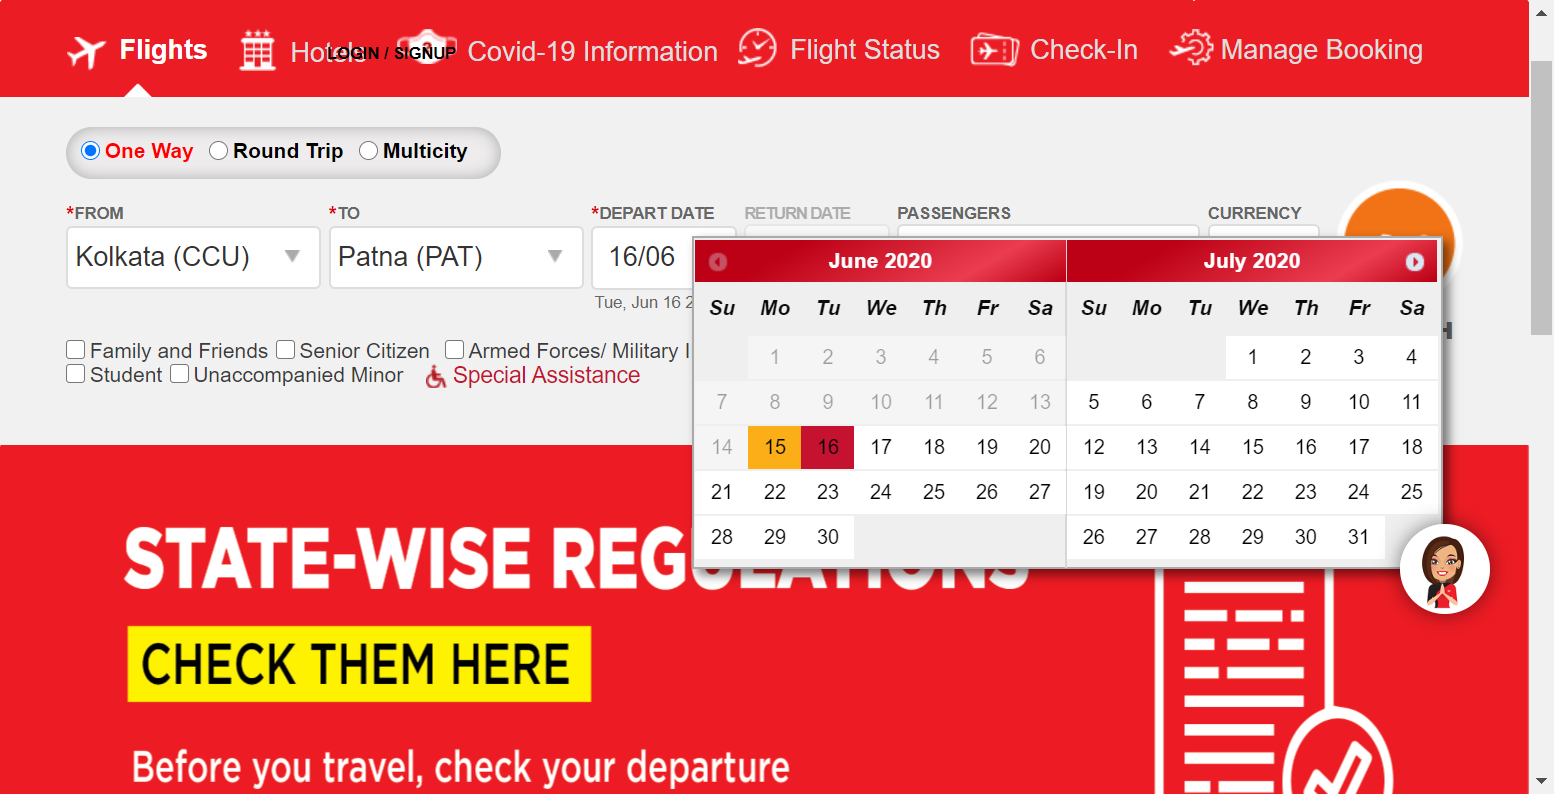 Flights Hotels LOGIN / SIGNUP Covid-19 Information Flight Status Check-In Manage Booking
One Way Round Trip Multicity
*FROM *TO *DEPART DATE RETURN DATE PASSENGERS CURRENCY
Kolkata (CCU) Patna (PAT) 16/06
Tue, Jun 16 2
June 2020 July 2020
Su Mo Tu We Th Fr Sa Su Mo Tu We Th Fr Sa
1 2 3 4 5 6 1 2 3 4
7 8 9 10 11 12 13 5 6 7 8 9 10 11
14 15 16 17 18 19 20 12 13 14 15 16 17 18
21 22 23 24 25 26 27 19 20 21 22 23 24 25
28 29 30 26 27 28 29 30 31
H
Family and Friends Senior Citizen Armed Forces/ Military
Student Unaccompanied Minor Special Assistance
STATE-WISE REGULATIONS
CHECK THEM HERE
Before you travel, check your departure